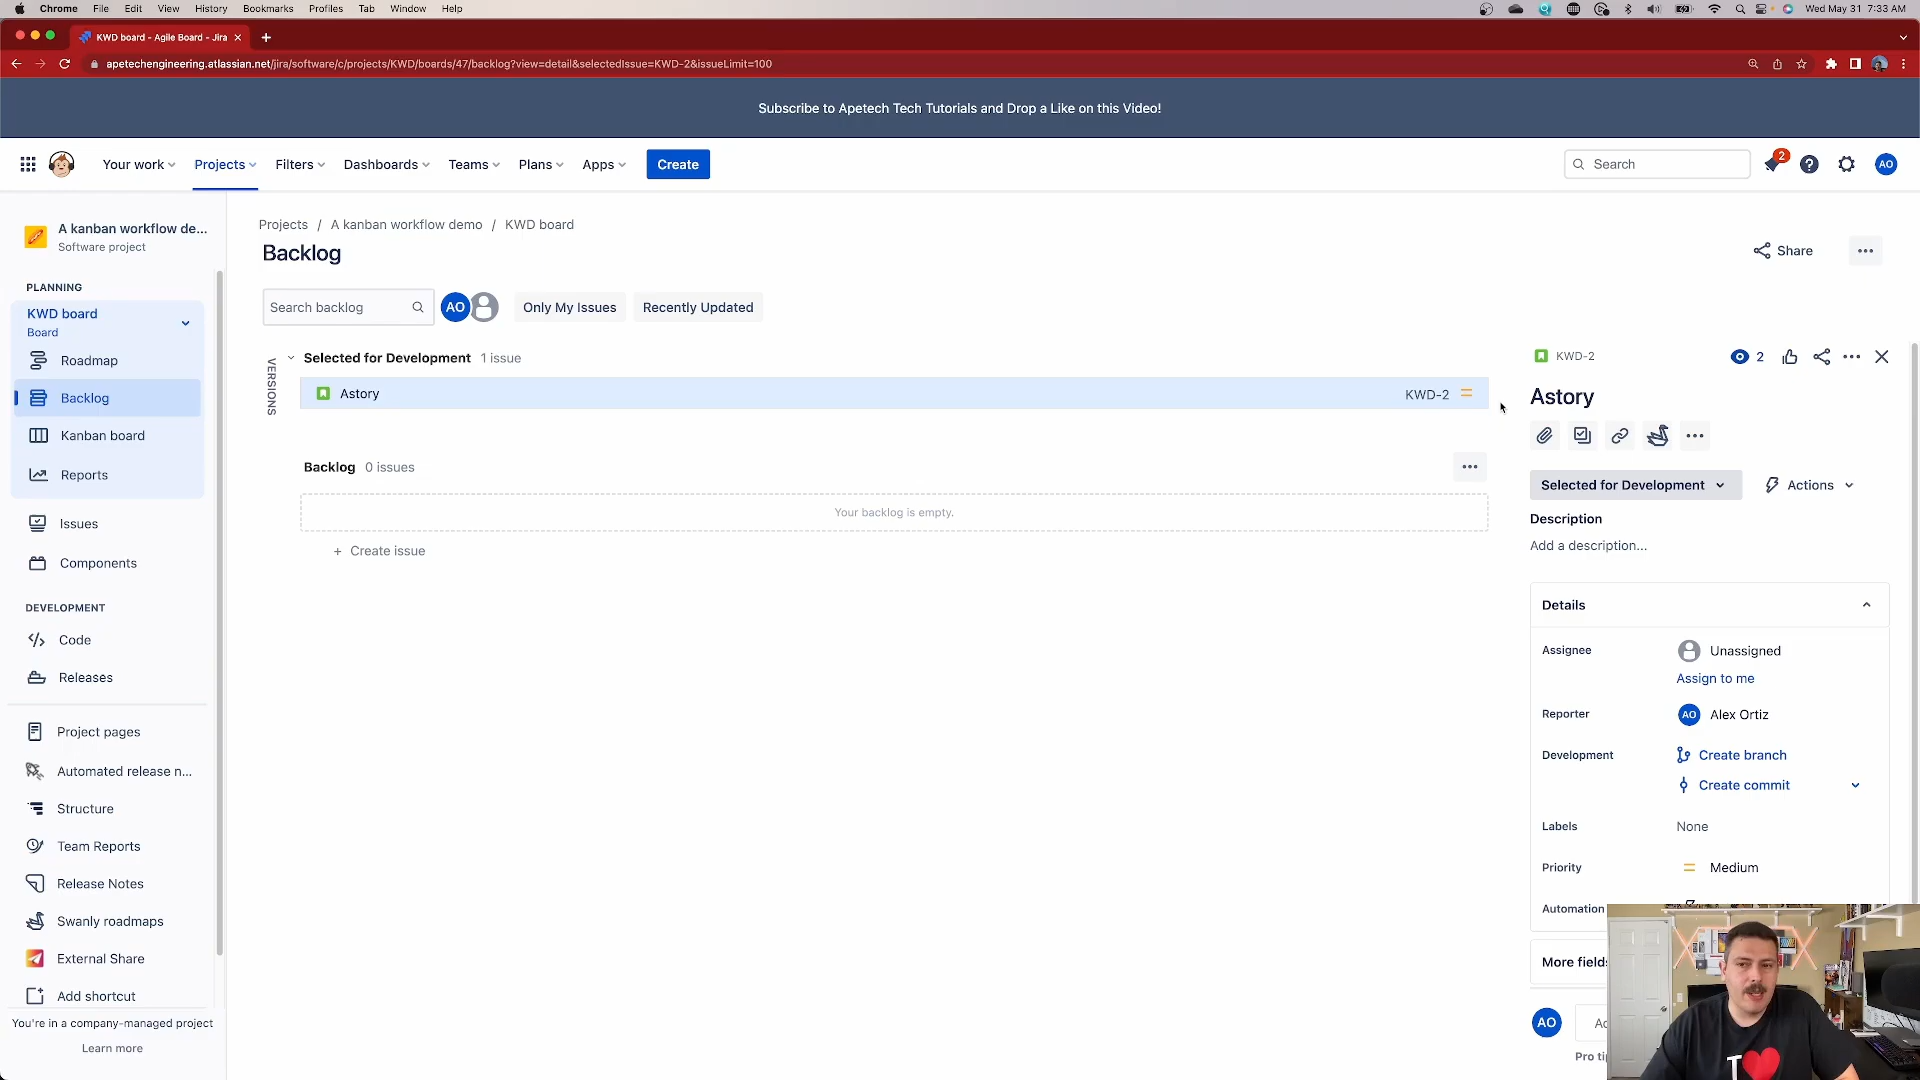 Chrome File Edit View History Bookmarks Profiles Tab Window Help
Wed May 31 7:33 AM
KWD board - Agile Board - Jira
apetechengineering.atlassian.net/jira/software/c/projects/KWD/boards/47/backlog?view=detail&selectedIssue=KWD-2&issueLimit=100
Subscribe to Apetech Tech Tutorials and Drop a Like on this Video!
Your work Projects Filters Dashboards Teams Plans Apps Create
Search
2
AO
A kanban workflow de...
Software project
PLANNING
KWD board
Board
Roadmap
Backlog
Kanban board
Reports
Issues
Components
DEVELOPMENT
Code
Releases
Project pages
Automated release n...
Structure
Team Reports
Release Notes
Swanly roadmaps
External Share
Add shortcut
You're in a company-managed project
Learn more
Projects / A kanban workflow demo / KWD board
Backlog
Share
Search backlog
AO
Only My Issues
Recently Updated
VERSIONS
Selected for Development 1 issue
Astory
KWD-2
Backlog 0 issues
Your backlog is empty.
+ Create issue
KWD-2
2
Astory
Selected for Development
Actions
Description
Add a description...
Details
Assignee
Unassigned
Assign to me
Reporter
AO Alex Ortiz
Development
Create branch
Create commit
Labels
None
Priority
Medium
Automation
More fields
AO
Pro
I